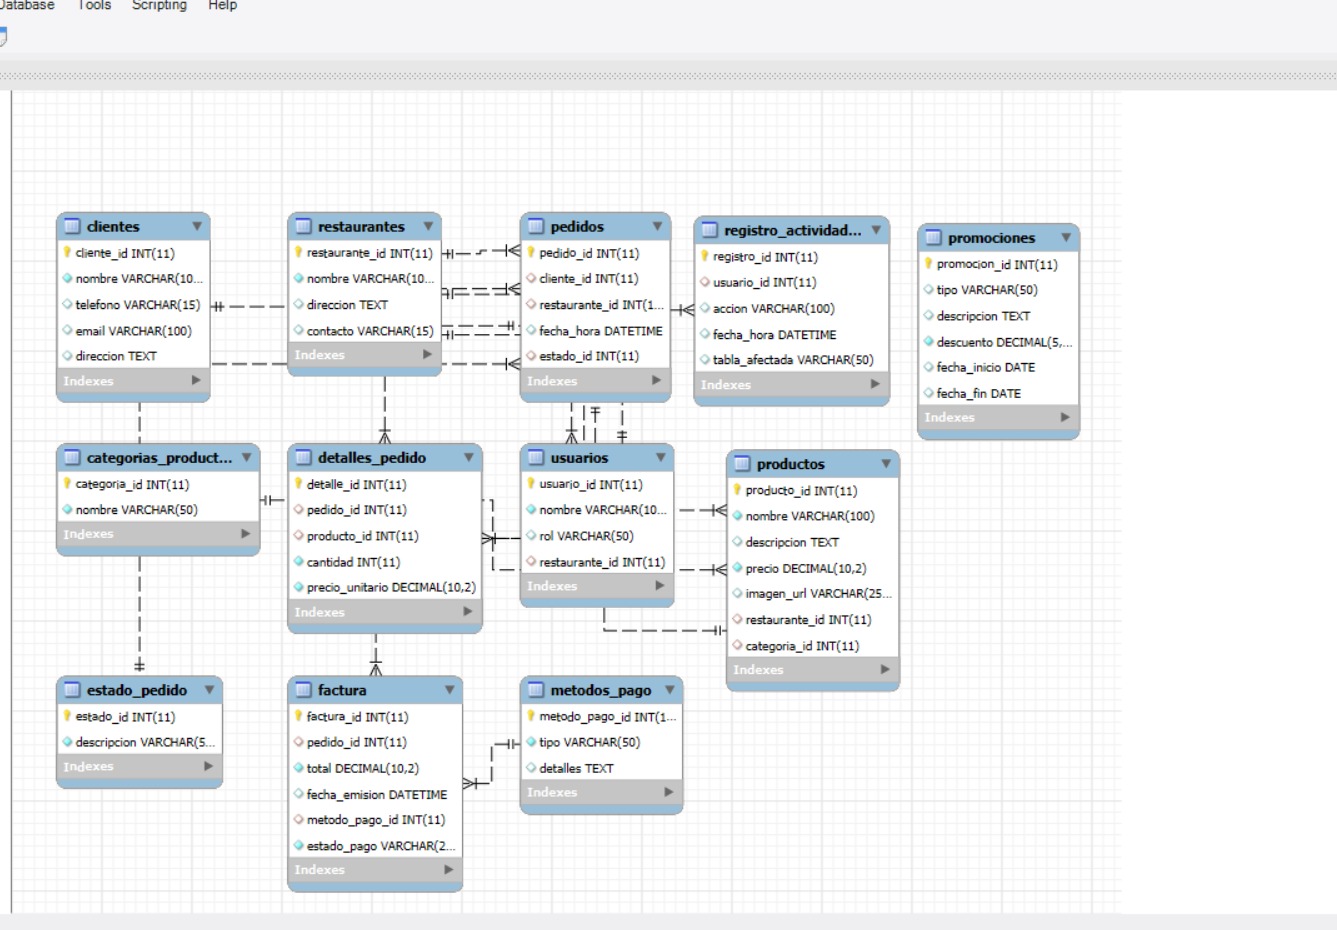 Database Tools Scripting Help
clientes
cliente_id INT(11)
nombre VARCHAR(10...
telefono VARCHAR(15)
email VARCHAR(100)
direccion TEXT
Indexes
restaurantes
restaurante_id INT(11)
nombre VARCHAR(10...
direccion TEXT
contacto VARCHAR(15)
Indexes
pedidos
pedido_id INT(11)
cliente_id INT(11)
restaurante_id INT(1...
fecha_hora DATETIME
estado_id INT(11)
Indexes
registro_actividad...
registro_id INT(11)
usuario_id INT(11)
accion VARCHAR(100)
fecha_hora DATETIME
tabla_afectada VARCHAR(50)
Indexes
promociones
promocion_id INT(11)
tipo VARCHAR(50)
descripcion TEXT
descuento DECIMAL(5,...
fecha_inicio DATE
fecha_fin DATE
Indexes
categorias_product...
categoria_id INT(11)
nombre VARCHAR(50)
Indexes
detalles_pedido
detalle_id INT(11)
pedido_id INT(11)
producto_id INT(11)
cantidad INT(11)
precio_unitario DECIMAL(10,2)
Indexes
usuarios
usuario_id INT(11)
nombre VARCHAR(10...
rol VARCHAR(50)
restaurante_id INT(11)
Indexes
productos
producto_id INT(11)
nombre VARCHAR(100)
descripcion TEXT
precio DECIMAL(10,2)
imagen_url VARCHAR(25...
restaurante_id INT(11)
categoria_id INT(11)
Indexes
estado_pedido
estado_id INT(11)
descripcion VARCHAR(5...
Indexes
factura
factura_id INT(11)
pedido_id INT(11)
total DECIMAL(10,2)
fecha_emision DATETIME
metodo_pago_id INT(11)
estado_pago VARCHAR(2...
Indexes
metodos_pago
metodo_pago_id INT(1...
tipo VARCHAR(50)
detalles TEXT
Indexes